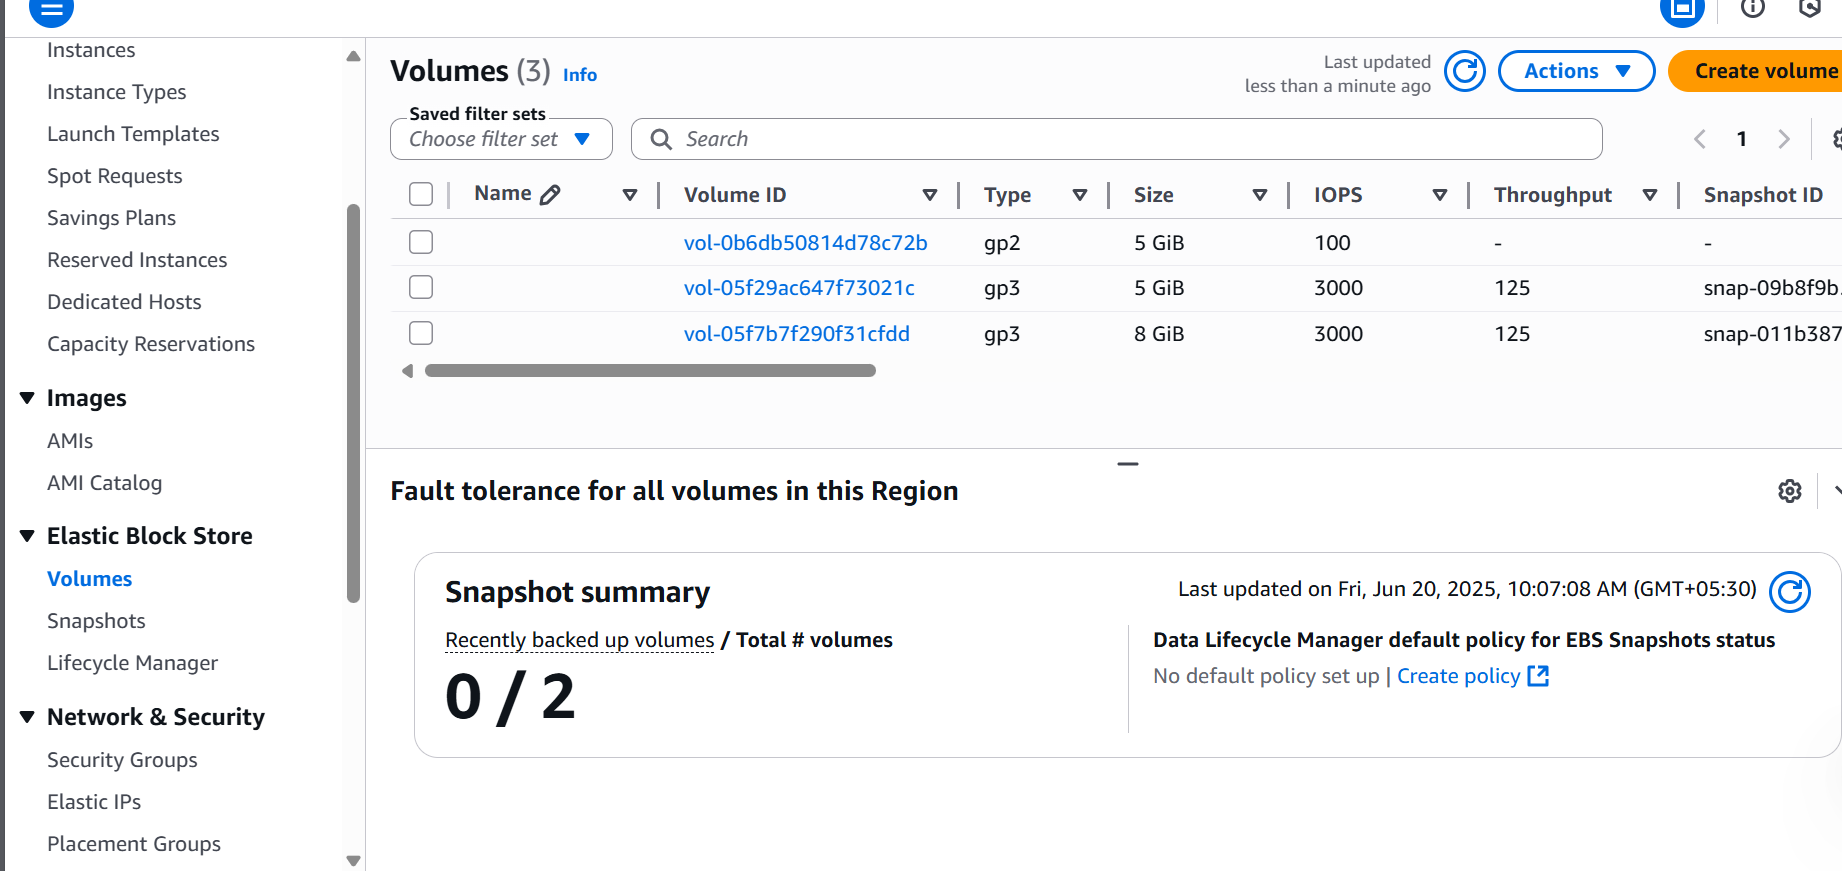 Instances
Instance Types
Launch Templates
Spot Requests
Savings Plans
Reserved Instances
Dedicated Hosts
Capacity Reservations
Images
AMIs
AMI Catalog
Elastic Block Store
Volumes
Snapshots
Lifecycle Manager
Network & Security
Security Groups
Elastic IPs
Placement Groups
Volumes (3) Info
Last updated
less than a minute ago
Actions
Create volume
Saved filter sets
Choose filter set
Search
1
Name Volume ID Type Size IOPS Throughput Snapshot ID
vol-0b6db50814d78c72b gp2 5 GiB 100 - -
vol-05f29ac647f73021c gp3 5 GiB 3000 125 snap-09b8f9b
vol-05f7b7f290f31cfdd gp3 8 GiB 3000 125 snap-011b387
Fault tolerance for all volumes in this Region
Snapshot summary
Last updated on Fri, Jun 20, 2025, 10:07:08 AM (GMT+05:30)
Recently backed up volumes / Total # volumes
0 / 2
Data Lifecycle Manager default policy for EBS Snapshots status
No default policy set up | Create policy